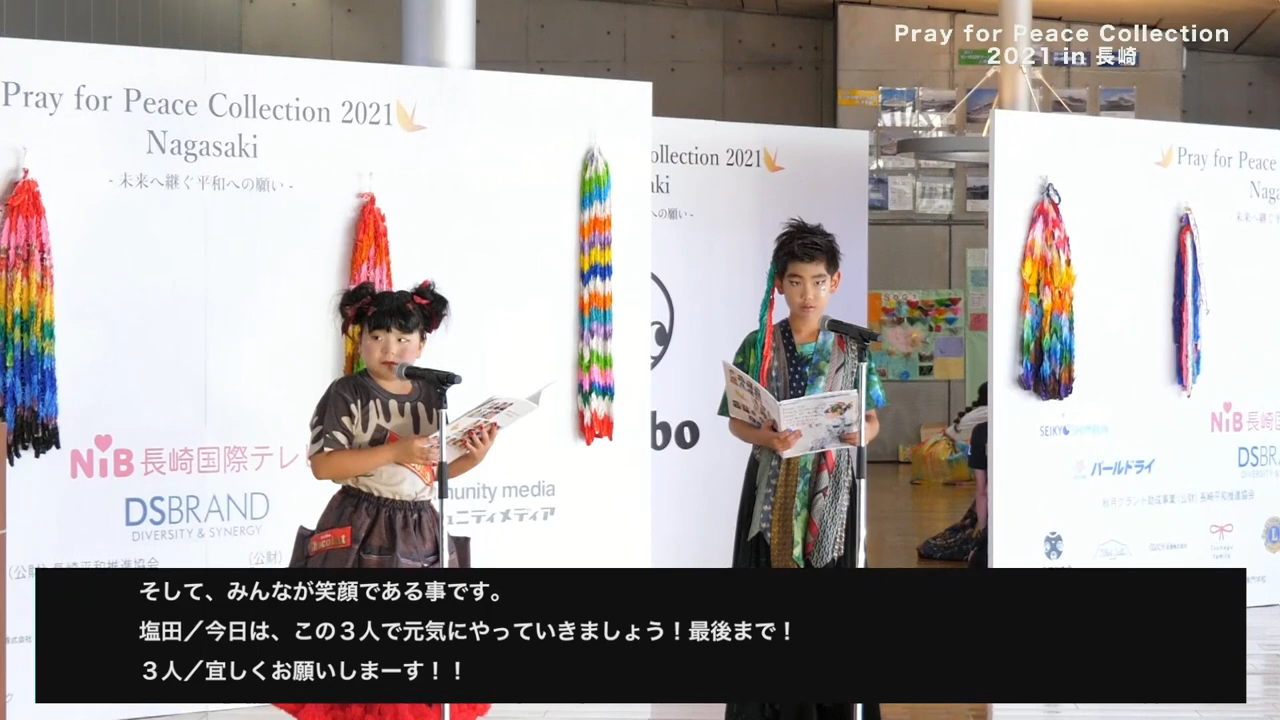 Pray for Peace Collection
2021 in 長崎
Pray for Peace Collection 2021
Nagasaki
- 未来へ継ぐ平和への願い -
NiB 長崎国際テレ
DSBRAND
DIVERSITY & SYNERGY
(公財)
munity media
ュニティメディア
ollection 2021
aki
への願い -
bo
Pray for Peace
Naga
SEIKY
パールドライ
NiB 長崎国
DSBRA
DIVERSITY &
そして、みんなが笑顔である事です。
塩田／今日は、この３人で元気にやっていきましょう！最後まで！
３人／宜しくお願いしまーす！！